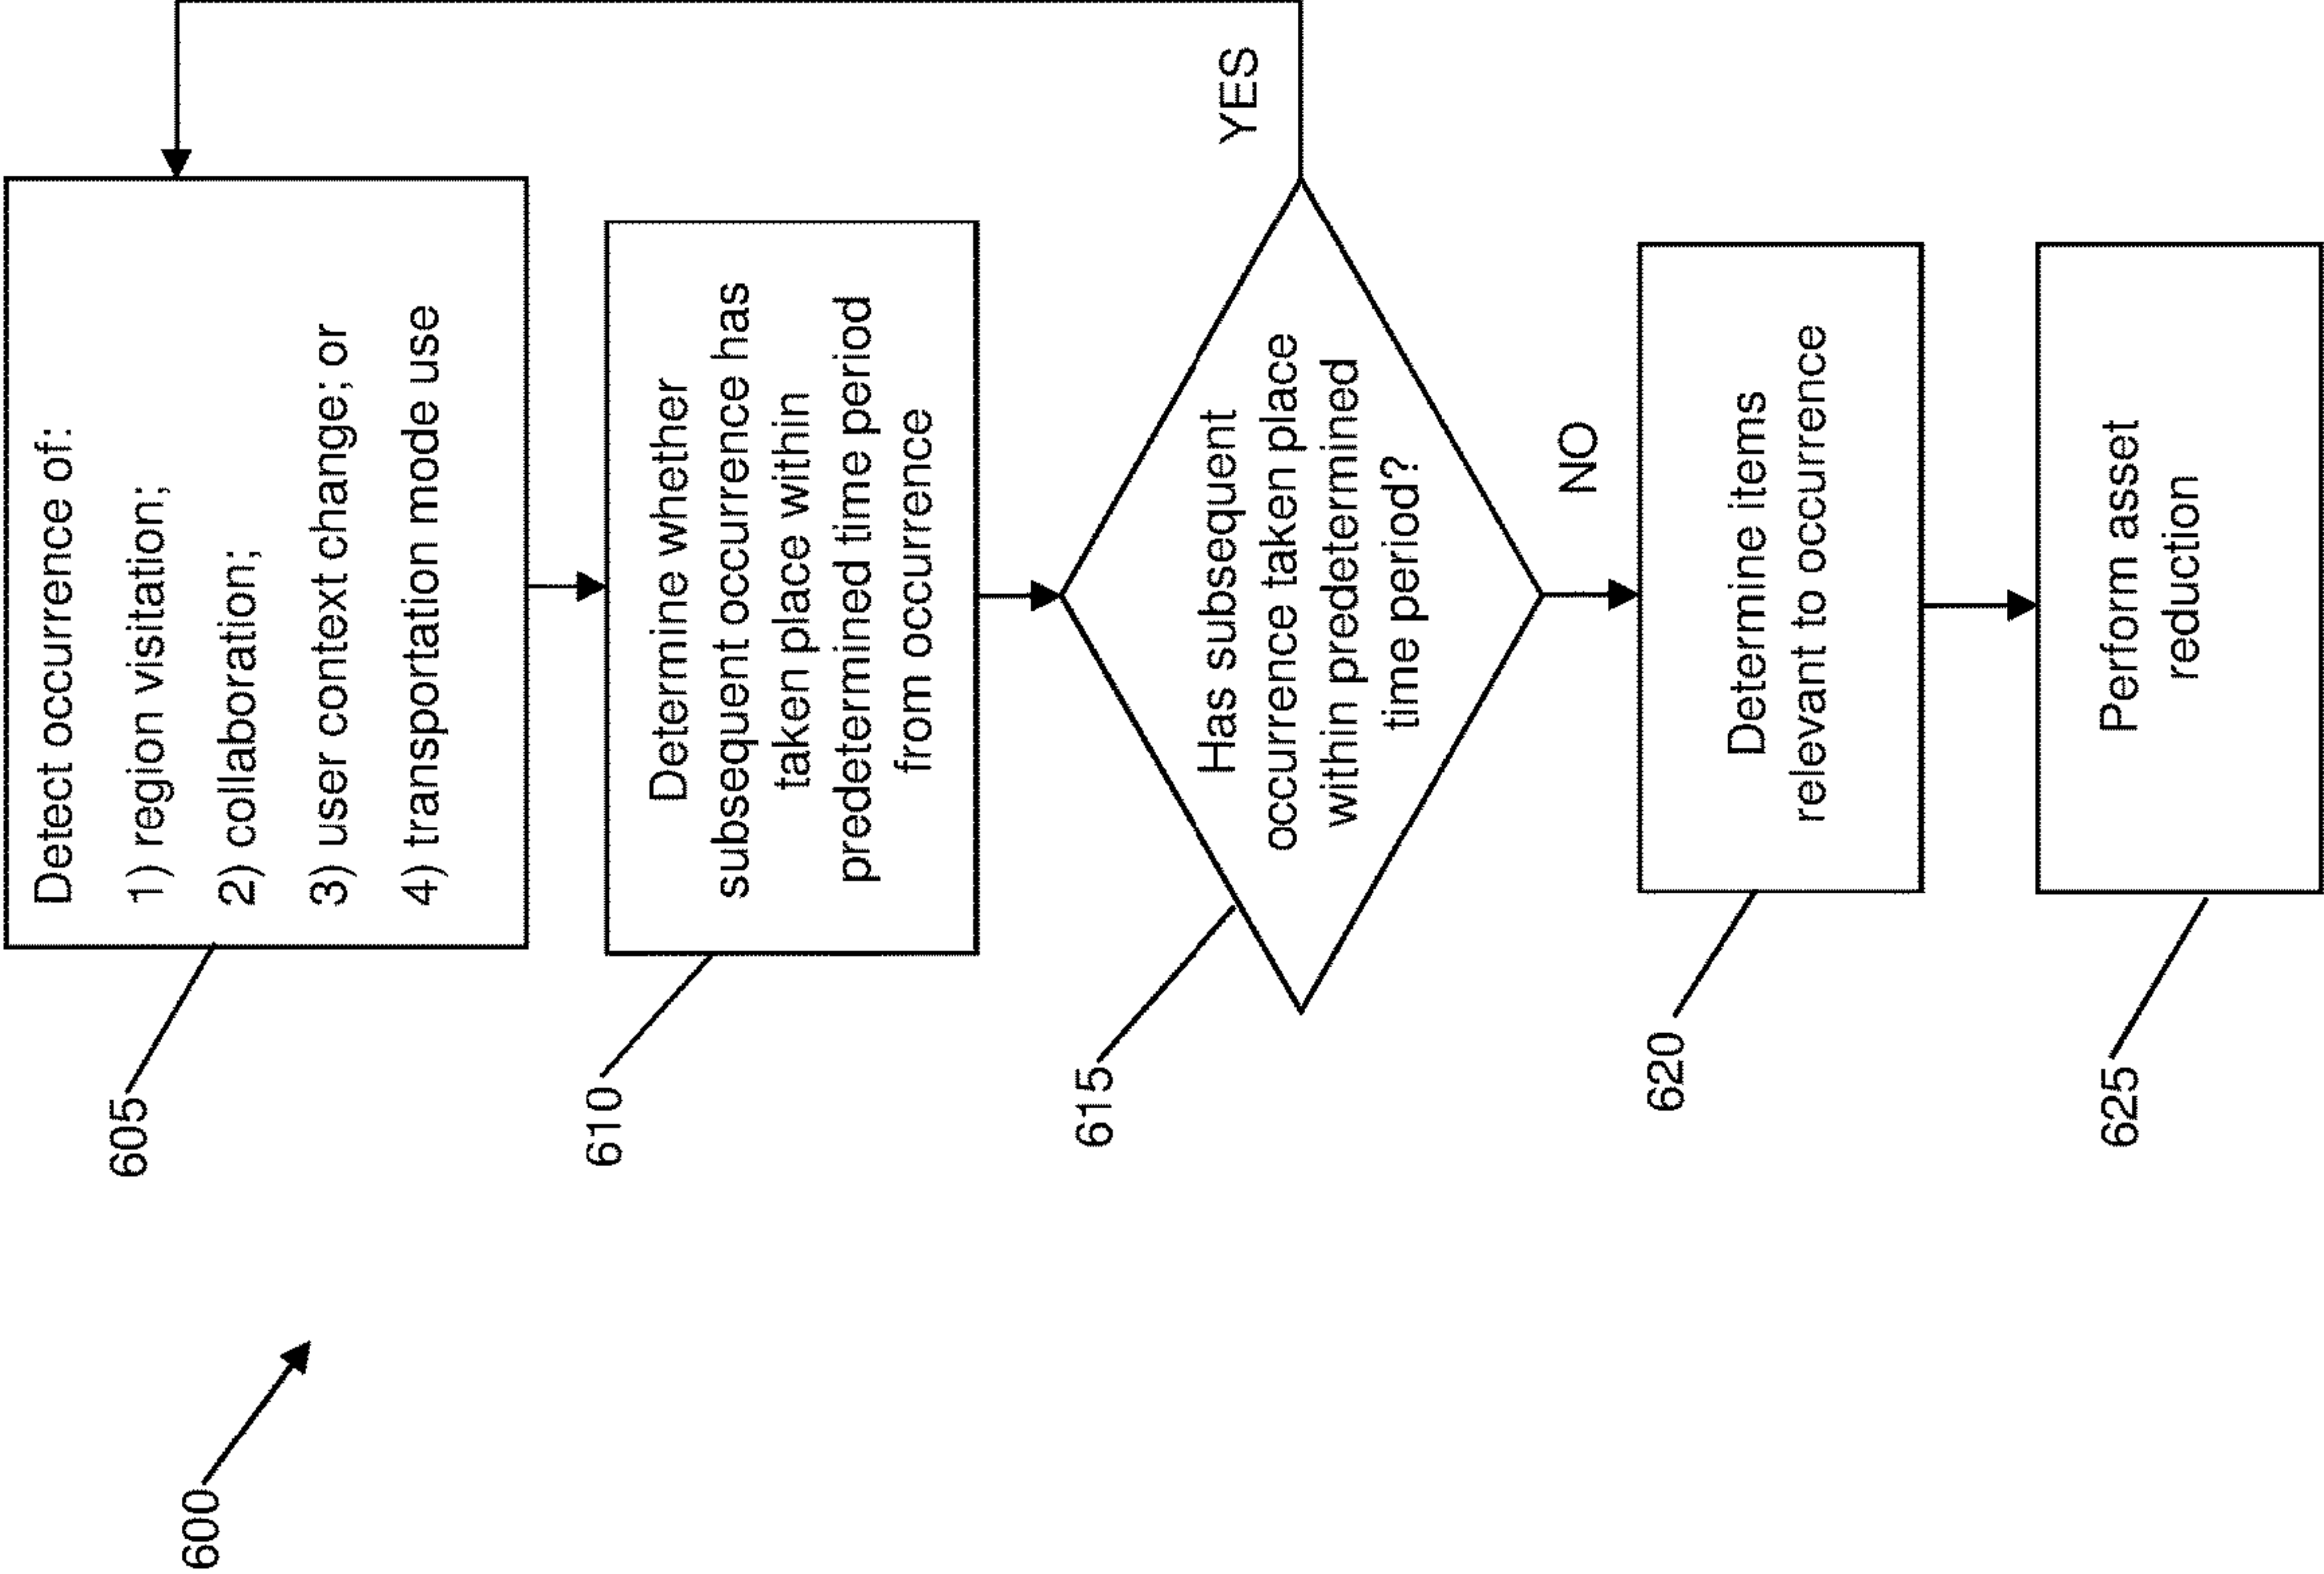 600
605
Detect occurrence of:
1) region visitation;
2) collaboration;
3) user context change; or
4) transportation mode use
610
Determine whether
subsequent occurrence has
taken place within
predetermined time period
from occurrence
615
Has subsequent
occurrence taken place
within predetermined
time period?
YES
NO
620
Determine items
relevant to occurrence
625
Perform asset
reduction